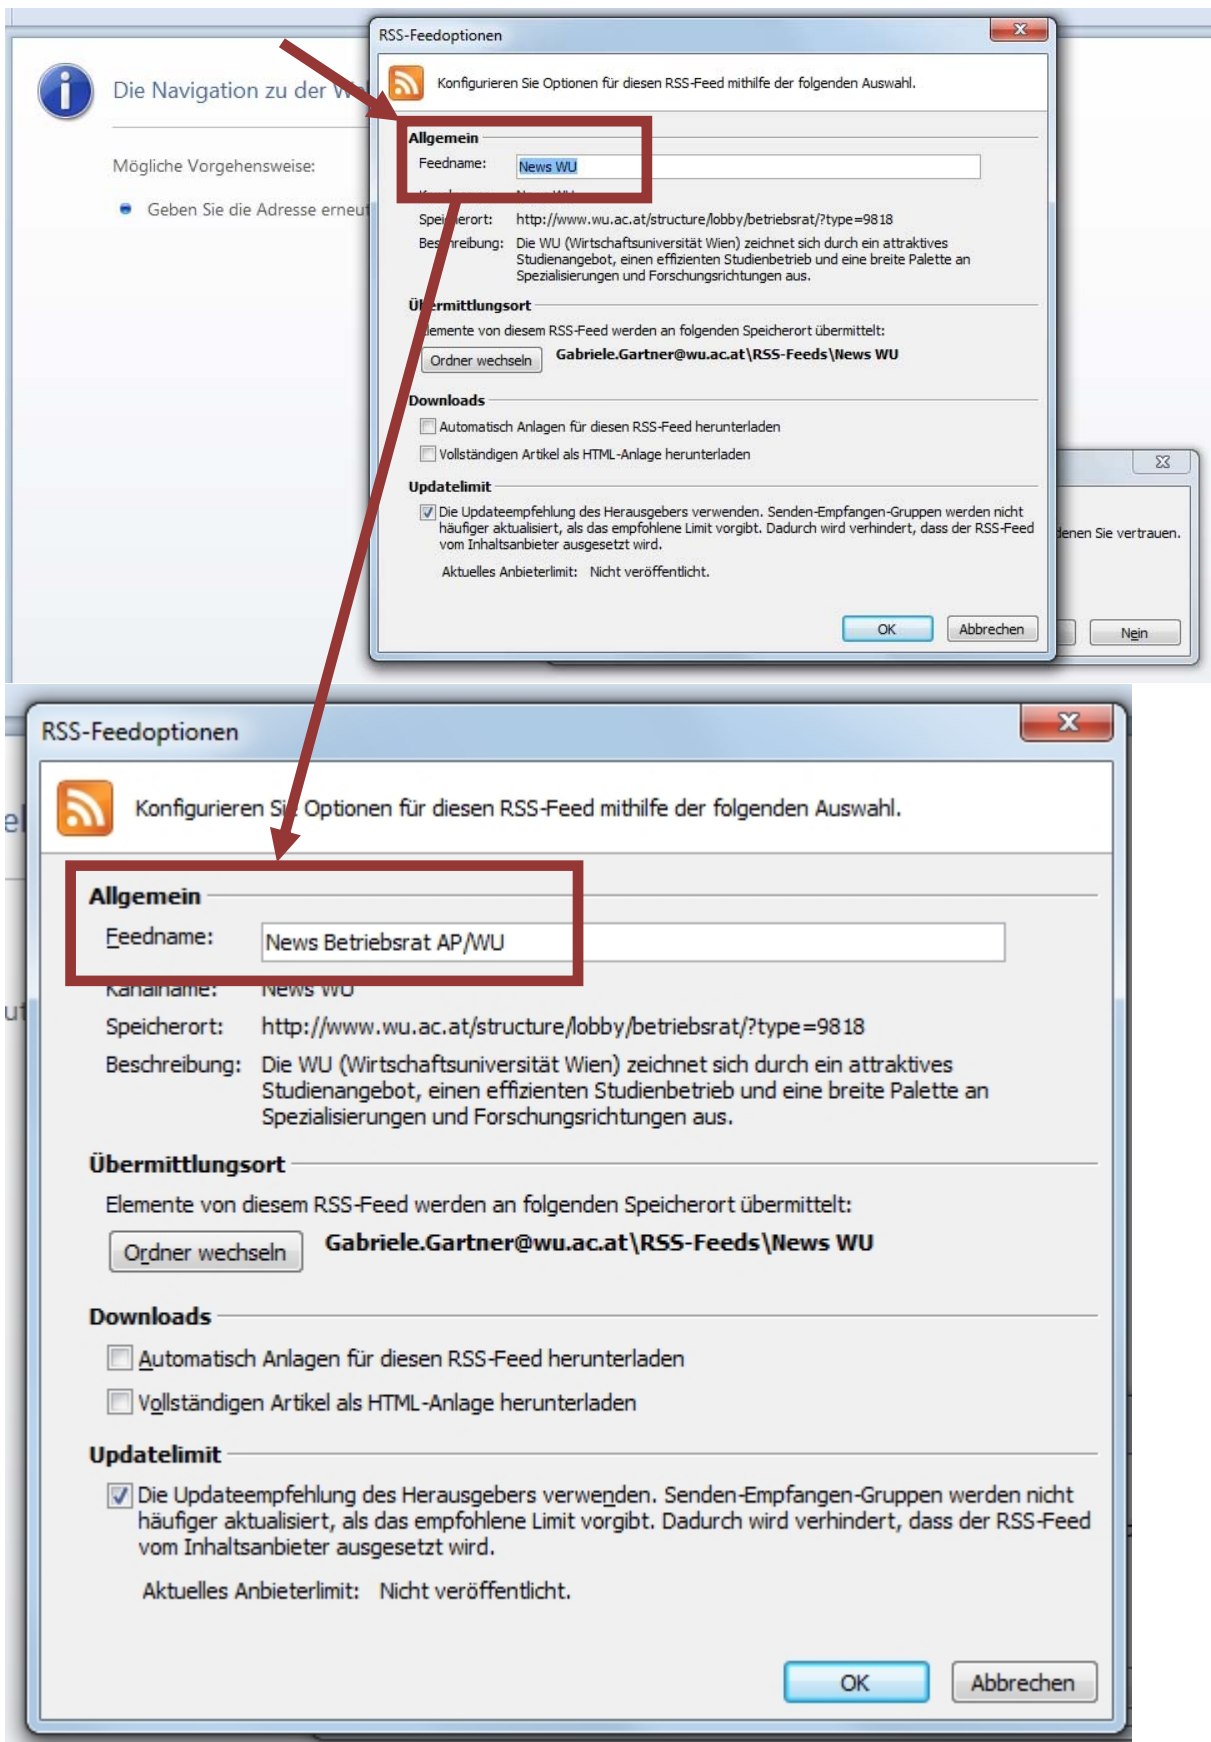 RSS-Feedoptionen
Die Navigation zu der
Konfigurieren Sie Optionen für diesen RSS-Feed mithilfe der folgenden Auswahl.
Mögliche Vorgehensweise:
Geben Sie die Adresse erneut
Allgemein
Feedname: News WU
Speicherort: http://www.wu.ac.at/structure/lobby/betriebsrat/?type=9818
Beschreibung: Die WU (Wirtschaftsuniversität Wien) zeichnet sich durch ein attraktives
Studienangebot, einen effizienten Studienbetrieb und eine breite Palette an
Spezialisierungen und Forschungsrichtungen aus.
Übermittlungsort
Elemente von diesem RSS-Feed werden an folgenden Speicherort übermittelt:
Ordner wechseln Gabriele.Gartner@wu.ac.at\RSS-Feeds\News WU
Downloads
Automatisch Anlagen für diesen RSS-Feed herunterladen
Vollständigen Artikel als HTML-Anlage herunterladen
Updatelimit
Die Updateempfehlung des Herausgebers verwenden. Senden-Empfangen-Gruppen werden nicht
häufiger aktualisiert, als das empfohlene Limit vorgibt. Dadurch wird verhindert, dass der RSS-Feed
vom Inhaltsanbieter ausgesetzt wird.
denen Sie vertrauen.
Aktuelles Anbieterlimit: Nicht veröffentlicht.
OK Abbrechen
Nein
RSS-Feedoptionen
Konfigurieren Sie Optionen für diesen RSS-Feed mithilfe der folgenden Auswahl.
Allgemein
Feedname: News Betriebsrat AP/WU
Kanalname: News WU
Speicherort: http://www.wu.ac.at/structure/lobby/betriebsrat/?type=9818
Beschreibung: Die WU (Wirtschaftsuniversität Wien) zeichnet sich durch ein attraktives
Studienangebot, einen effizienten Studienbetrieb und eine breite Palette an
Spezialisierungen und Forschungsrichtungen aus.
Übermittlungsort
Elemente von diesem RSS-Feed werden an folgenden Speicherort übermittelt:
Ordner wechseln Gabriele.Gartner@wu.ac.at\RSS-Feeds\News WU
Downloads
Automatisch Anlagen für diesen RSS-Feed herunterladen
Vollständigen Artikel als HTML-Anlage herunterladen
Updatelimit
Die Updateempfehlung des Herausgebers verwenden. Senden-Empfangen-Gruppen werden nicht
häufiger aktualisiert, als das empfohlene Limit vorgibt. Dadurch wird verhindert, dass der RSS-Feed
vom Inhaltsanbieter ausgesetzt wird.
Aktuelles Anbieterlimit: Nicht veröffentlicht.
OK Abbrechen